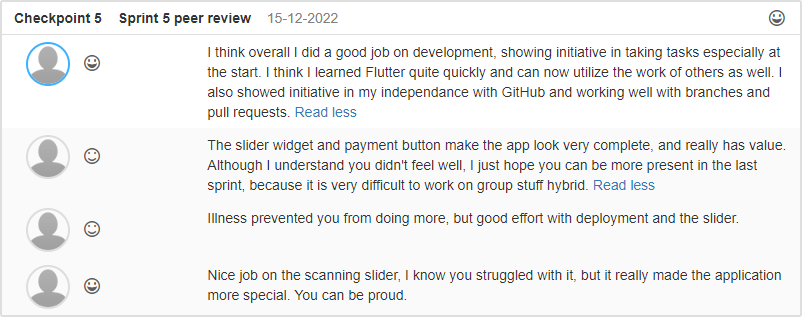 Checkpoint 5 Sprint 5 peer review 15-12-2022
I think overall I did a good job on development, showing initiative in taking tasks especially at
the start. I think I learned Flutter quite quickly and can now utilize the work of others as well. I
also showed initiative in my independance with GitHub and working well with branches and
pull requests. Read less
The slider widget and payment button make the app look very complete, and really has value.
Although I understand you didn't feel well, I just hope you can be more present in the last
sprint, because it is very difficult to work on group stuff hybrid. Read less
Illness prevented you from doing more, but good effort with deployment and the slider.
Nice job on the scanning slider, I know you struggled with it, but it really made the application
more special. You can be proud.